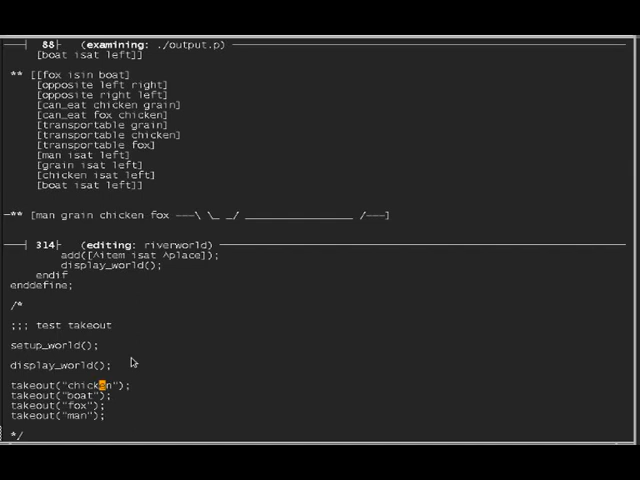 88 (examining: ./output.p)
[boat isat left]]
** [[fox isin boat]
[opposite left right]
[opposite right left]
[can_eat chicken grain]
[can_eat fox chicken]
[transportable grain]
[transportable chicken]
[transportable fox]
[man isat left]
[grain isat left]
[chicken isat left]
[boat isat left]]
** [man grain chicken fox ---\ \_ _/ _________________ /---]
314 (editing: riverworld)
add([^item isat ^place]);
display_world();
endif
enddefine;
/*
;;; test takeout
setup_world();
display_world();
takeout("chicken");
takeout("boat");
takeout("fox");
takeout("man");
*/